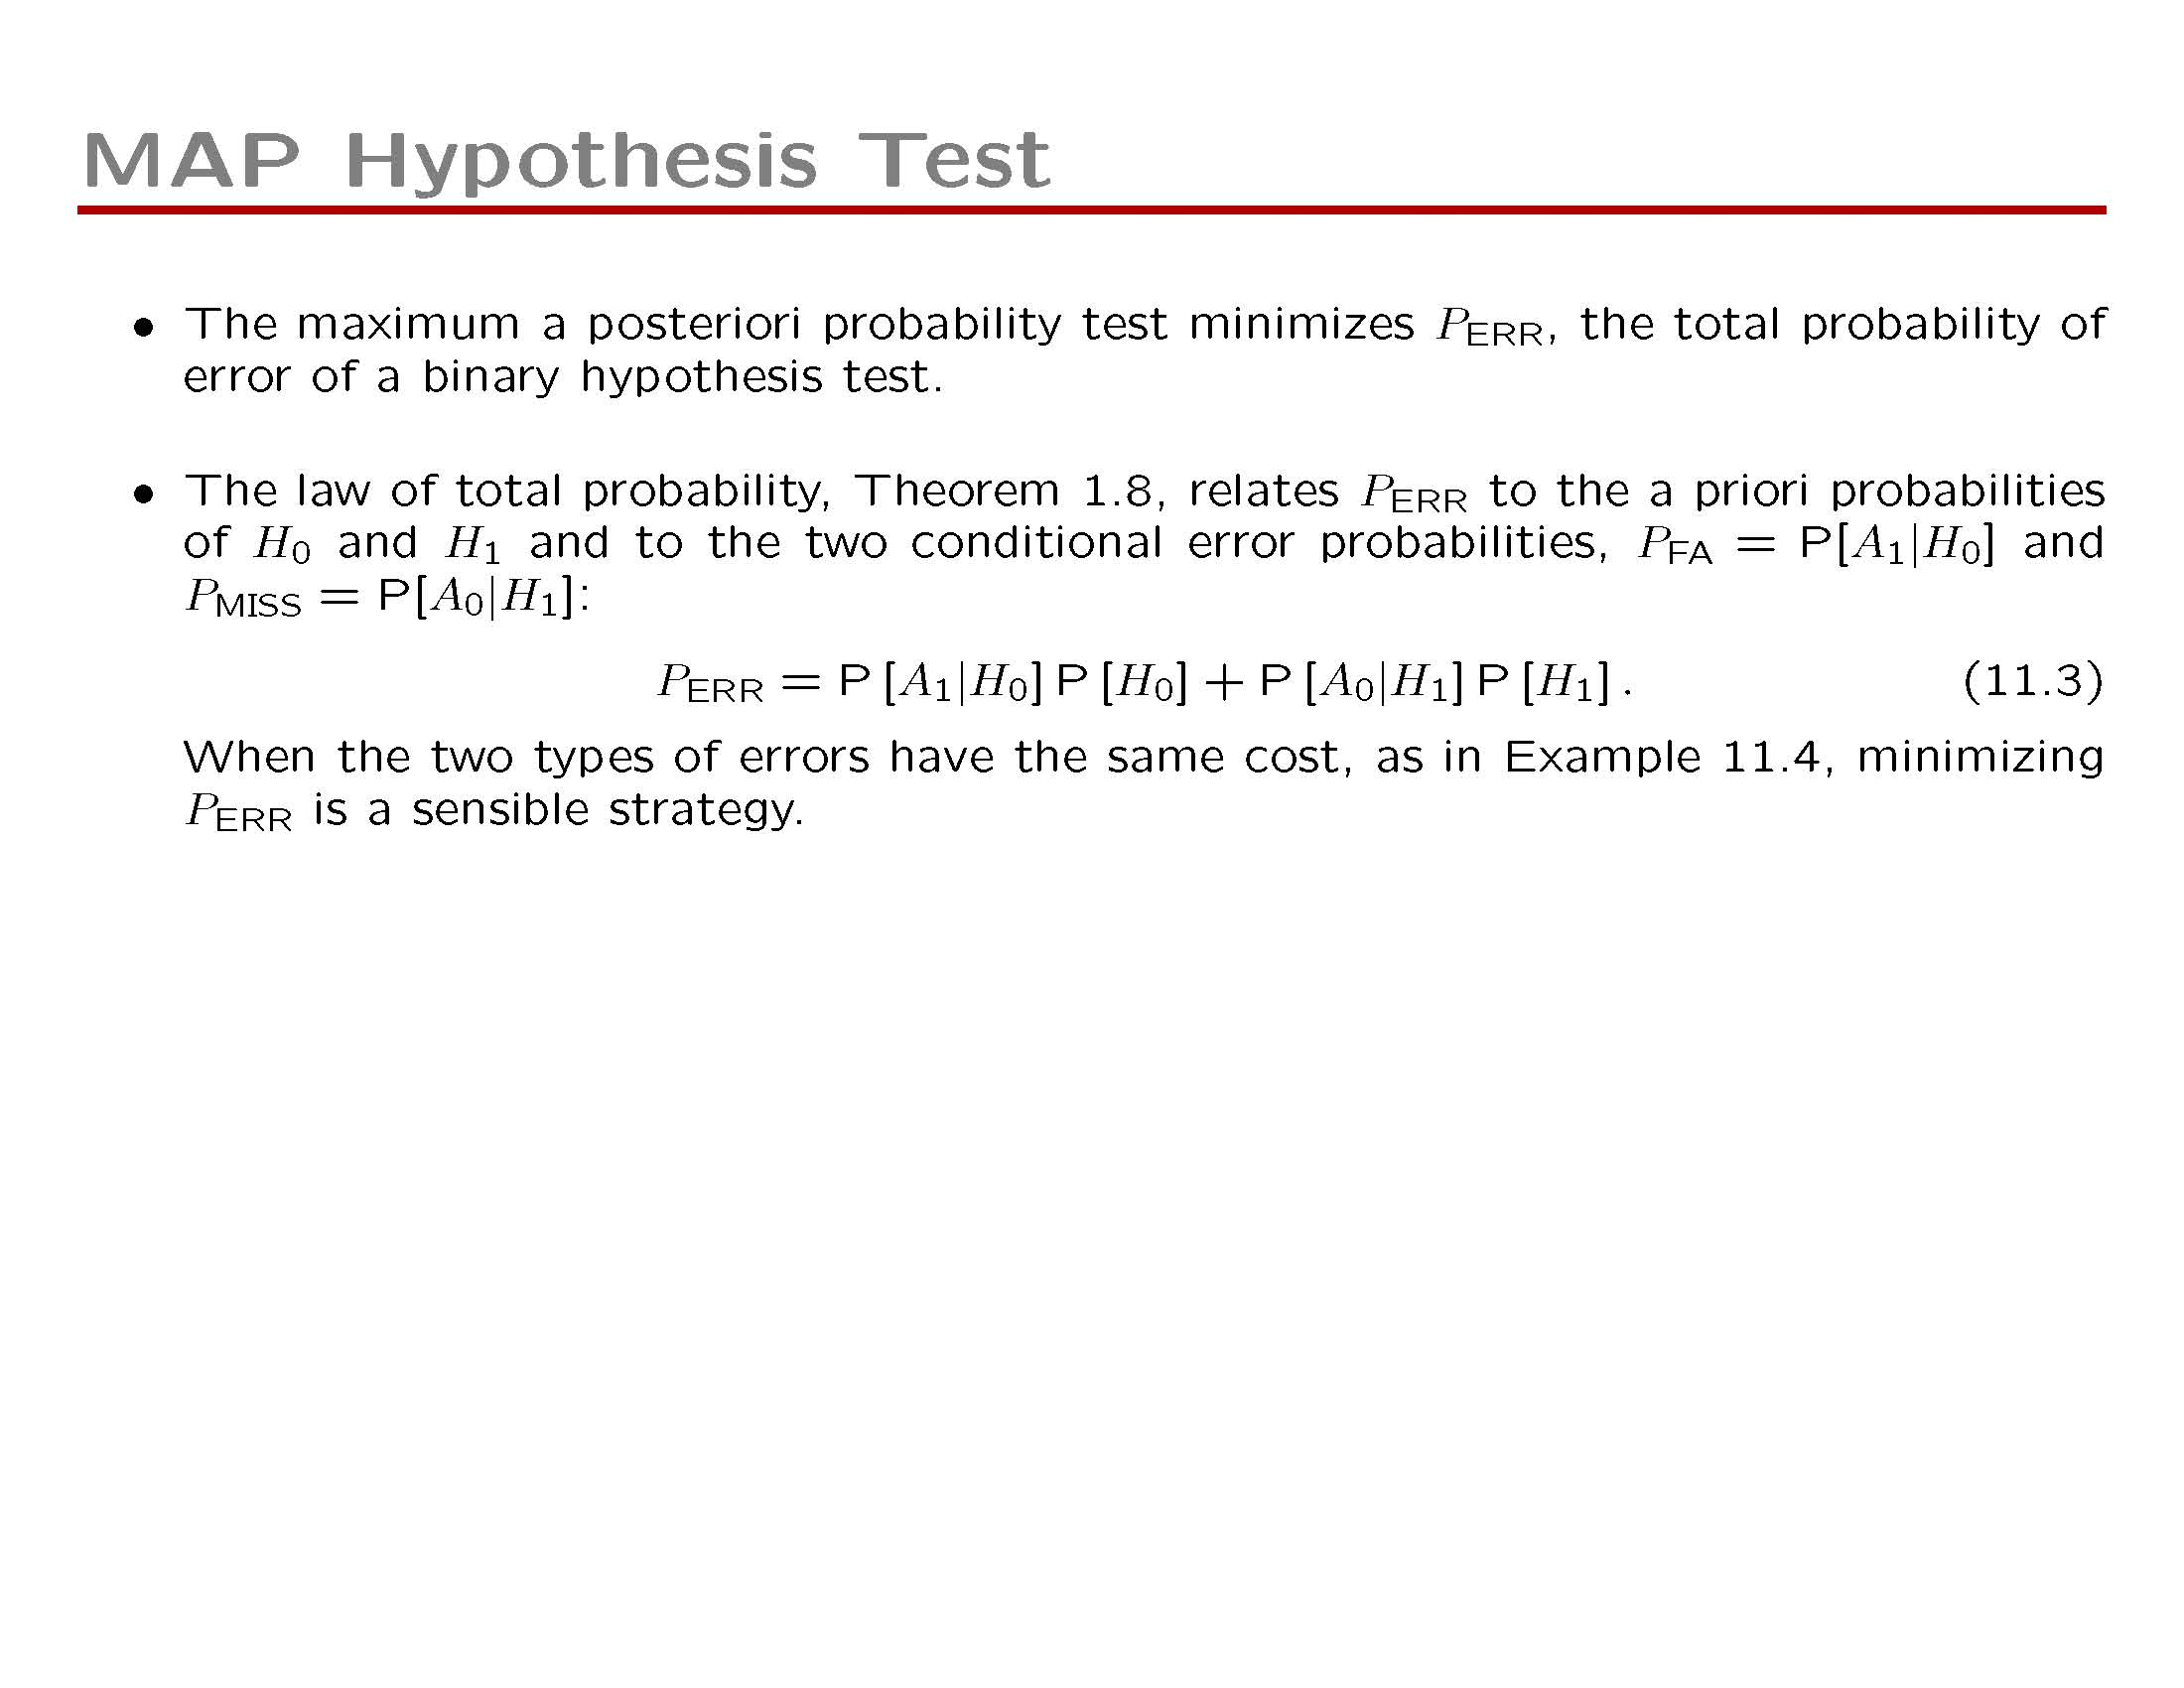 MAP Hypothesis Test
• The maximum a posteriori probability test minimizes P_ERR, the total probability of
error of a binary hypothesis test.
• The law of total probability, Theorem 1.8, relates P_ERR to the a priori probabilities
of H_0 and H_1 and to the two conditional error probabilities, P_FA = P[A_1|H_0] and
P_MISS = P[A_0|H_1]:
P_ERR = P [A_1|H_0] P [H_0] + P [A_0|H_1] P [H_1] . (11.3)
When the two types of errors have the same cost, as in Example 11.4, minimizing
P_ERR is a sensible strategy.